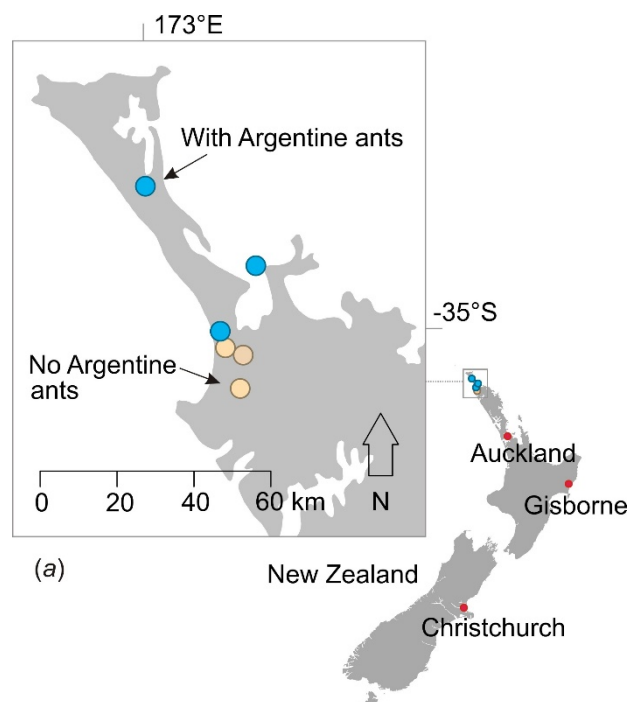 173°E
With Argentine ants
-35°S
No Argentine
ants
Auckland
0 20 40 60 km
N
Gisborne
(a)
New Zealand
Christchurch